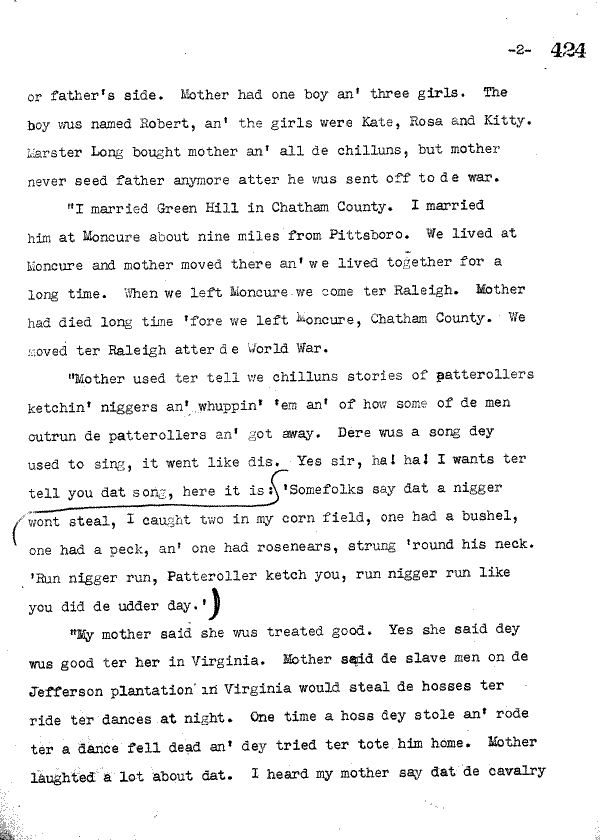 -2- 424
or father's side. Mother had one boy an' three girls. The
boy wus named Robert, an' the girls were Kate, Rosa and Kitty.
Marster Long bought mother an' all de chilluns, but mother
never seed father anymore atter he wus sent off to de war.
"I married Green Hill in Chatham County. I married
him at Moncure about nine miles from Pittsboro. We lived at
Moncure and mother moved there an' we lived together for a
long time. When we left Moncure we come ter Raleigh. Mother
had died long time 'fore we left Moncure, Chatham County. We
moved ter Raleigh atter de World War.
"Mother used ter tell we chilluns stories of patterollers
ketchin' niggers an' whuppin' 'em an' of how some of de men
outrun de patterollers an' got away. Dere wus a song dey
used to sing, it went like dis. Yes sir, ha! ha! I wants ter
tell you dat song, here it is: 'Somefolks say dat a nigger
wont steal, I caught two in my corn field, one had a bushel,
one had a peck, an' one had rosenears, strung 'round his neck.
'Run nigger run, Patteroller ketch you, run nigger run like
you did de udder day.')
"My mother said she wus treated good. Yes she said dey
wus good ter her in Virginia. Mother said de slave men on de
Jefferson plantation in Virginia would steal de hosses ter
ride ter dances at night. One time a hoss dey stole an' rode
ter a dance fell dead an' dey tried ter tote him home. Mother
laughted a lot about dat. I heard my mother say dat de cavalry